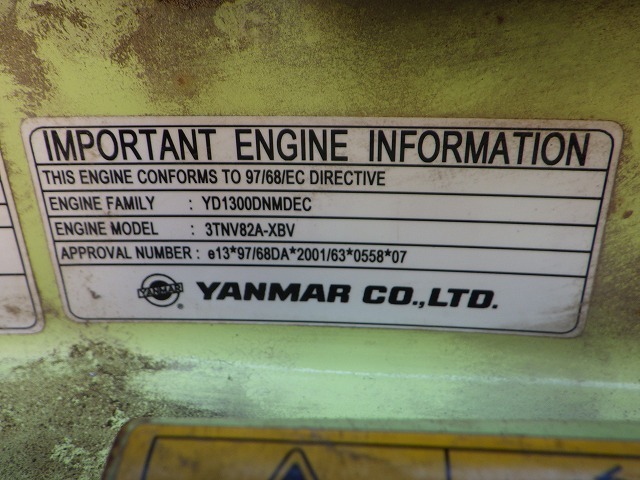 IMPORTANT ENGINE INFORMATION
THIS ENGINE CONFORMS TO 97/68/EC DIRECTIVE
ENGINE FAMILY : YD1300DNMDEC
ENGINE MODEL : 3TNV82A-XBV
APPROVAL NUMBER : e13*97/68DA*2001/63*0558*07
YANMAR YANMAR CO.,LTD.